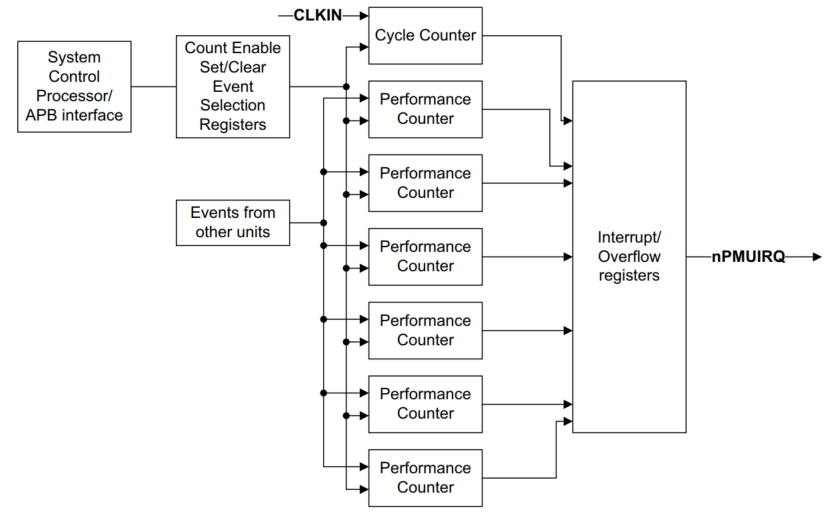 CLKIN
Cycle Counter
System
Control
Processor/
APB interface
Count Enable
Set/Clear
Event
Selection
Registers
Performance
Counter
Performance
Counter
Events from
other units
Performance
Counter
Interrupt/
Overflow
registers
nPMUIRQ
Performance
Counter
Performance
Counter
Performance
Counter